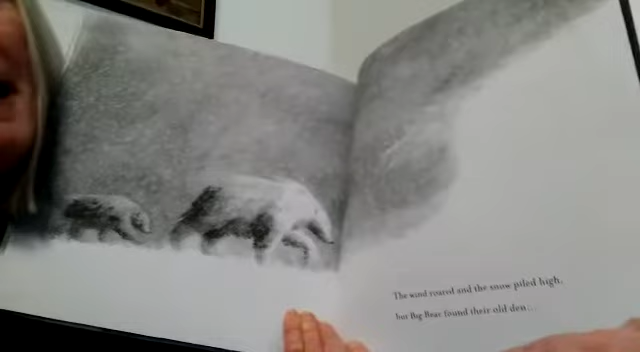 The wind roared and the snow piled high,
but Big Bear found their old den...